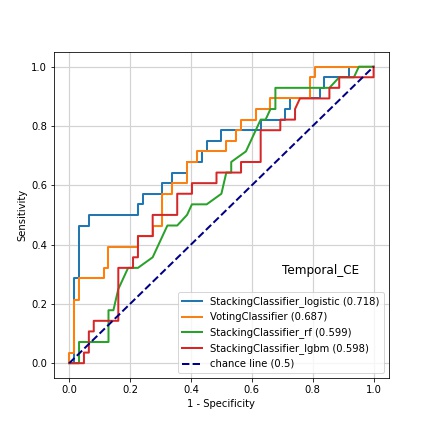 1.0
0.8
0.6
0.4
0.2
0.0
Sensitivity
Temporal_CE
StackingClassifier_logistic (0.718)
VotingClassifier (0.687)
StackingClassifier_rf (0.599)
StackingClassifier_lgbm (0.598)
chance line (0.5)
0.0 0.2 0.4 0.6 0.8 1.0
1 - Specificity